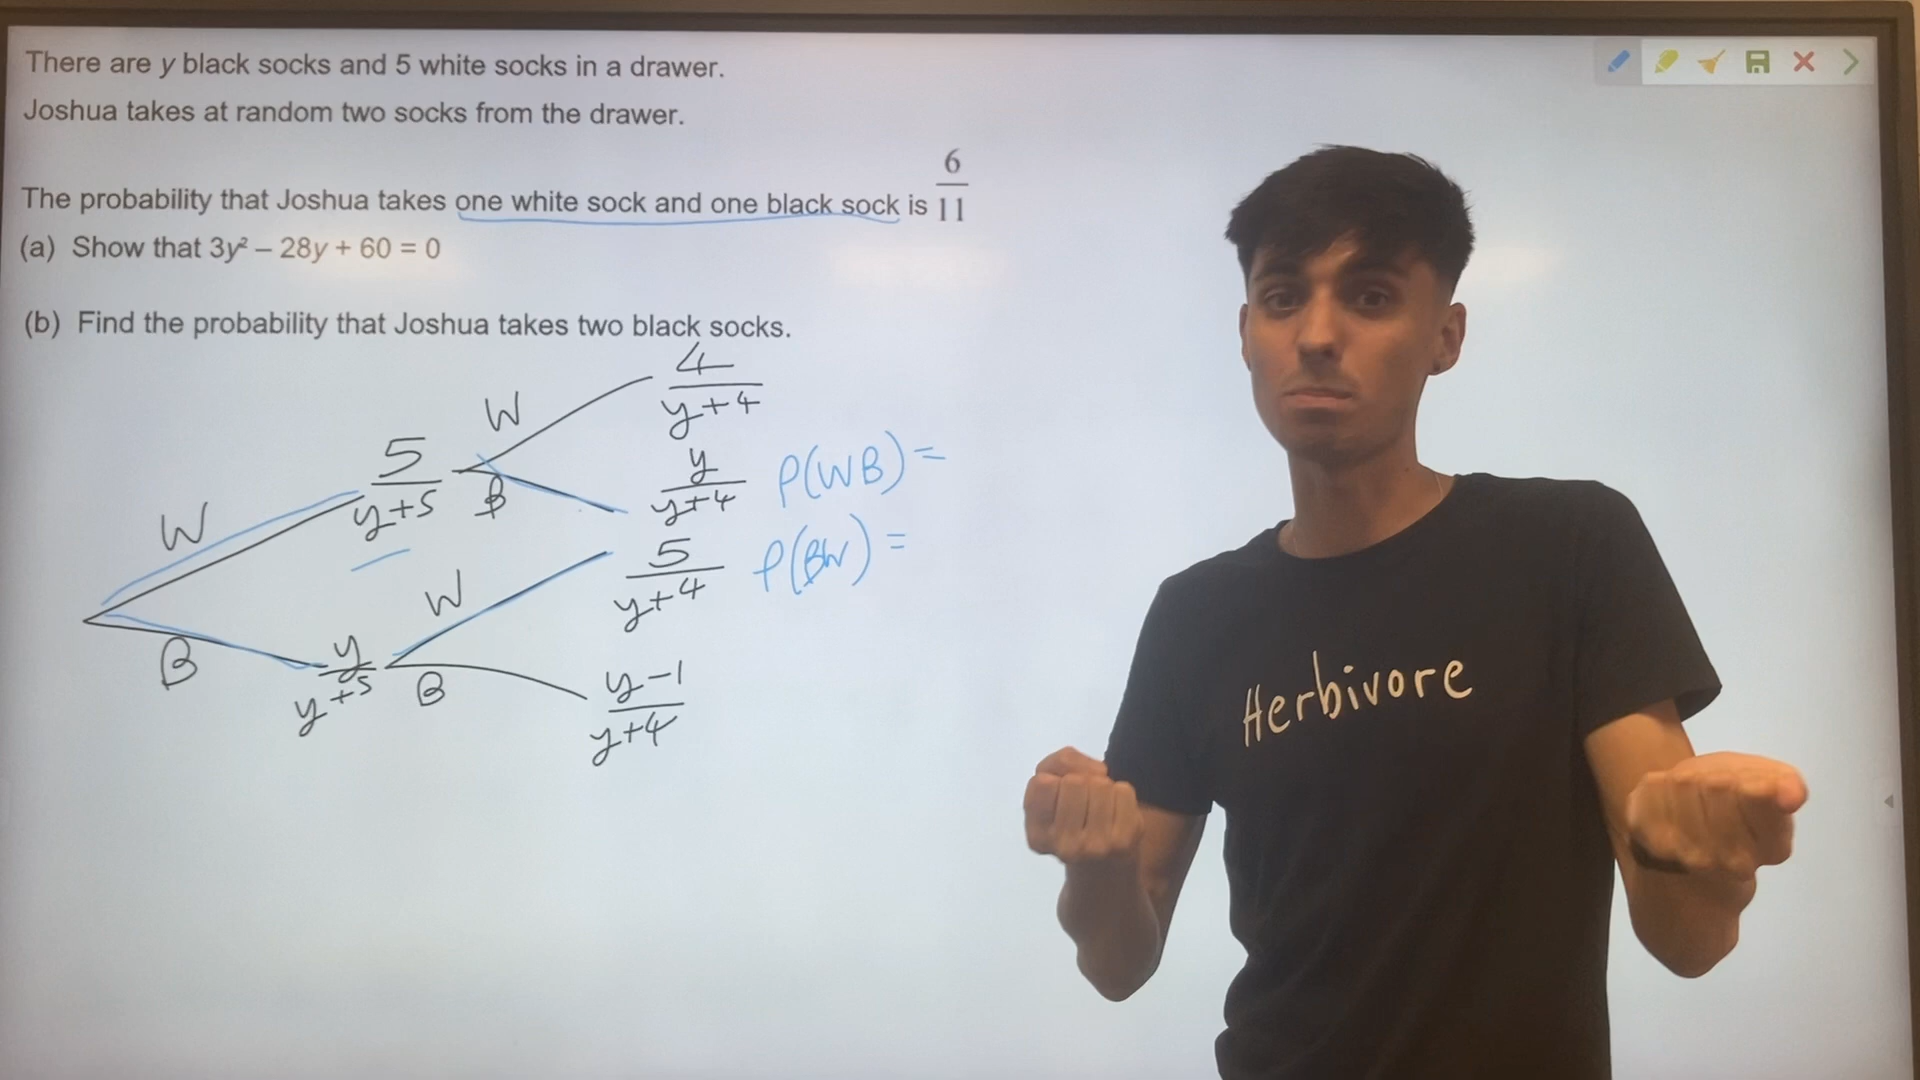 There are y black socks and 5 white socks in a drawer.
Joshua takes at random two socks from the drawer.
The probability that Joshua takes one white sock and one black sock is 6/11
(a) Show that 3y² – 28y + 60 = 0
(b) Find the probability that Joshua takes two black socks.
W
4/(y+4)
W
5/(y+5)
B
y/(y+4)
P(WB) =
W
5/(y+4)
P(BW) =
B
y/(y+5)
B
(y-1)/(y+4)
Herbivore